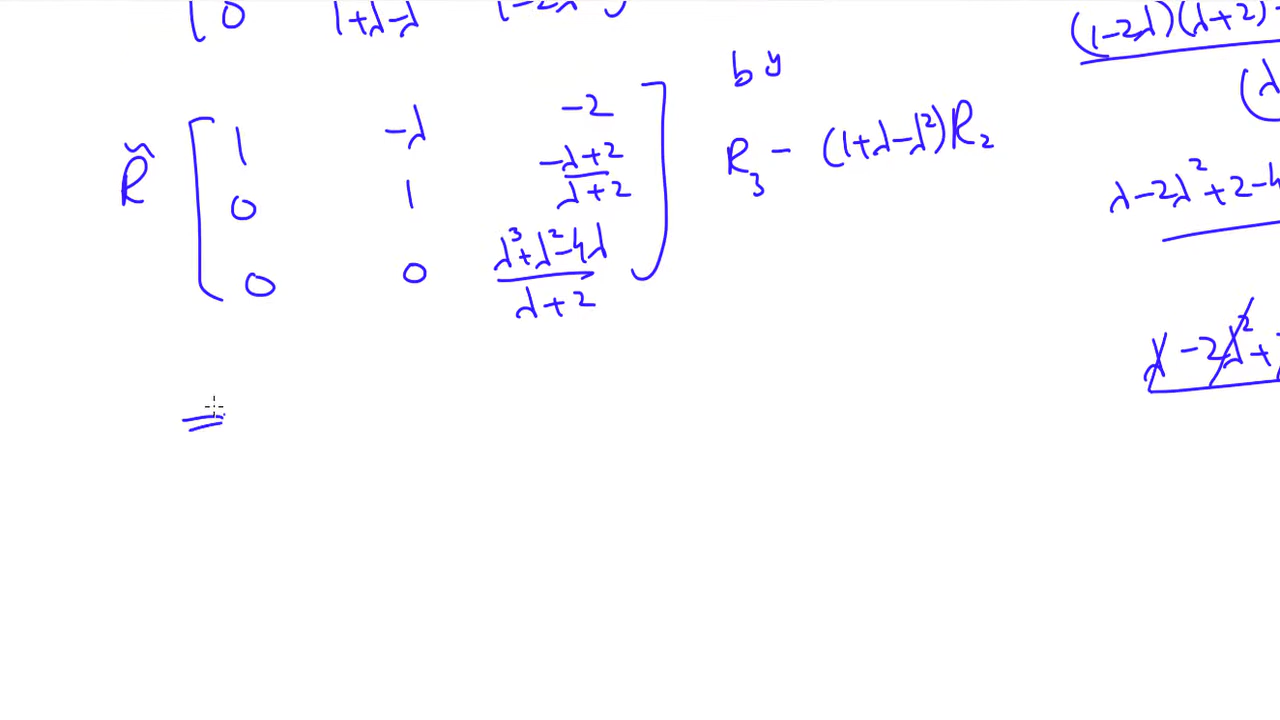 0 1+λ-λ 1-2λ
(1-2λ)(λ+2)
by
R̃ [ 1 -λ -2
0 1 (-λ+2)/(λ+2)
0 0 (λ³+λ²-4λ)/(λ+2) ]
R₃ - (1+λ-λ²)R₂
λ-2λ²+2-4
λ-2λ²+
=